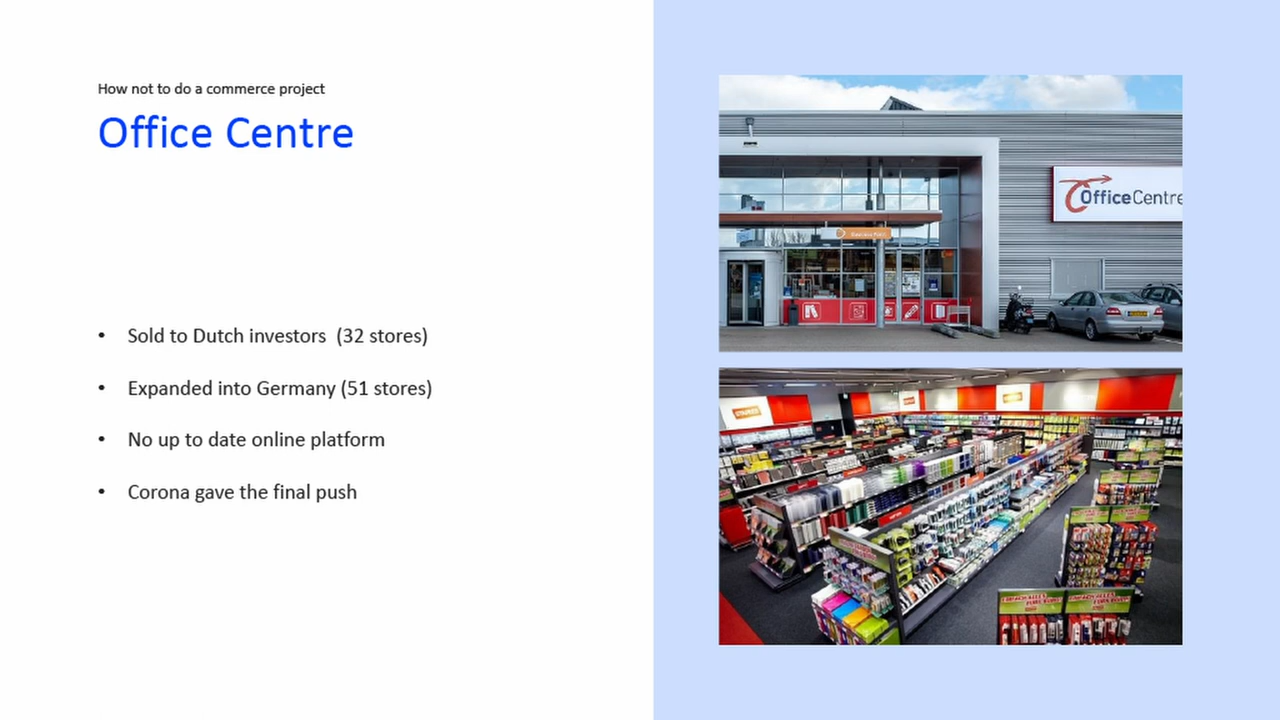 How not to do a commerce project
Office Centre
• Sold to Dutch investors  (32 stores)
• Expanded into Germany (51 stores)
• No up to date online platform
• Corona gave the final push
OfficeCentre